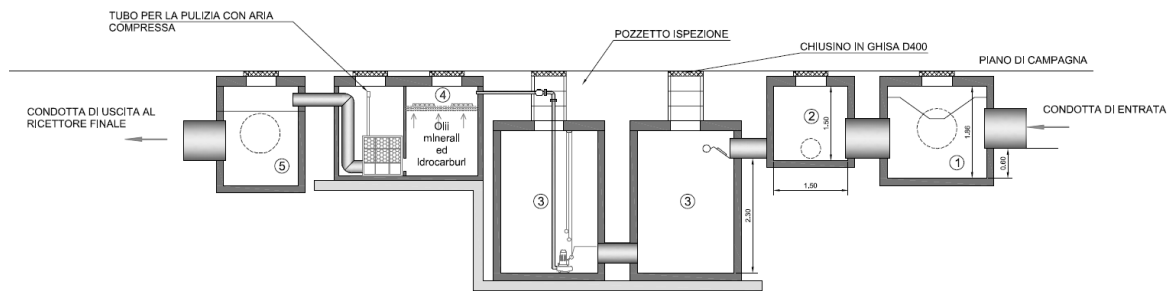 TUBO PER LA PULIZIA CON ARIA
COMPRESSA
POZZETTO ISPEZIONE
CHIUSINO IN GHISA D400
PIANO DI CAMPAGNA
CONDOTTA DI USCITA AL
RICETTORE FINALE
CONDOTTA DI ENTRATA
4
Olii
minerali
ed
Idrocarburi
2
1,50
1,86
5
1
0,60
1,50
3
3
2,30